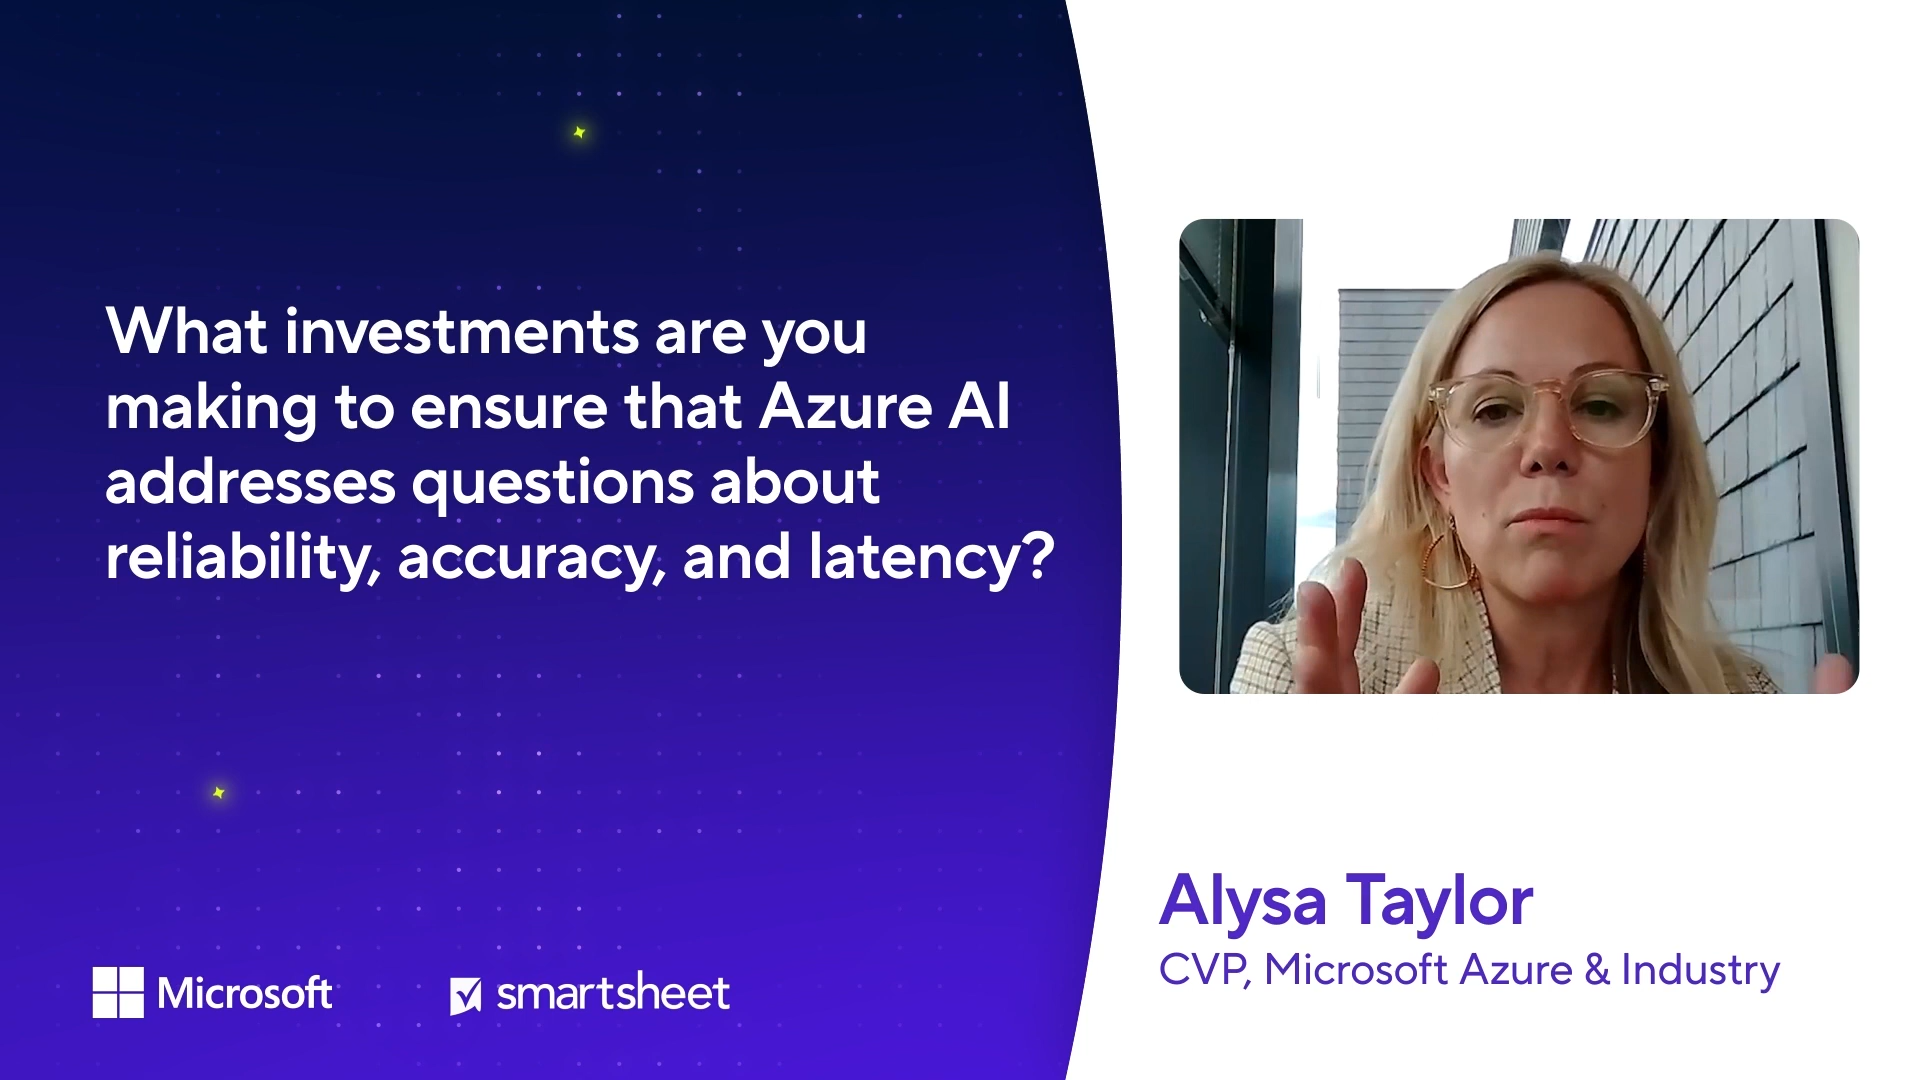 What investments are you
making to ensure that Azure AI
addresses questions about
reliability, accuracy, and latency?
Microsoft
smartsheet
Alysa Taylor
CVP, Microsoft Azure & Industry